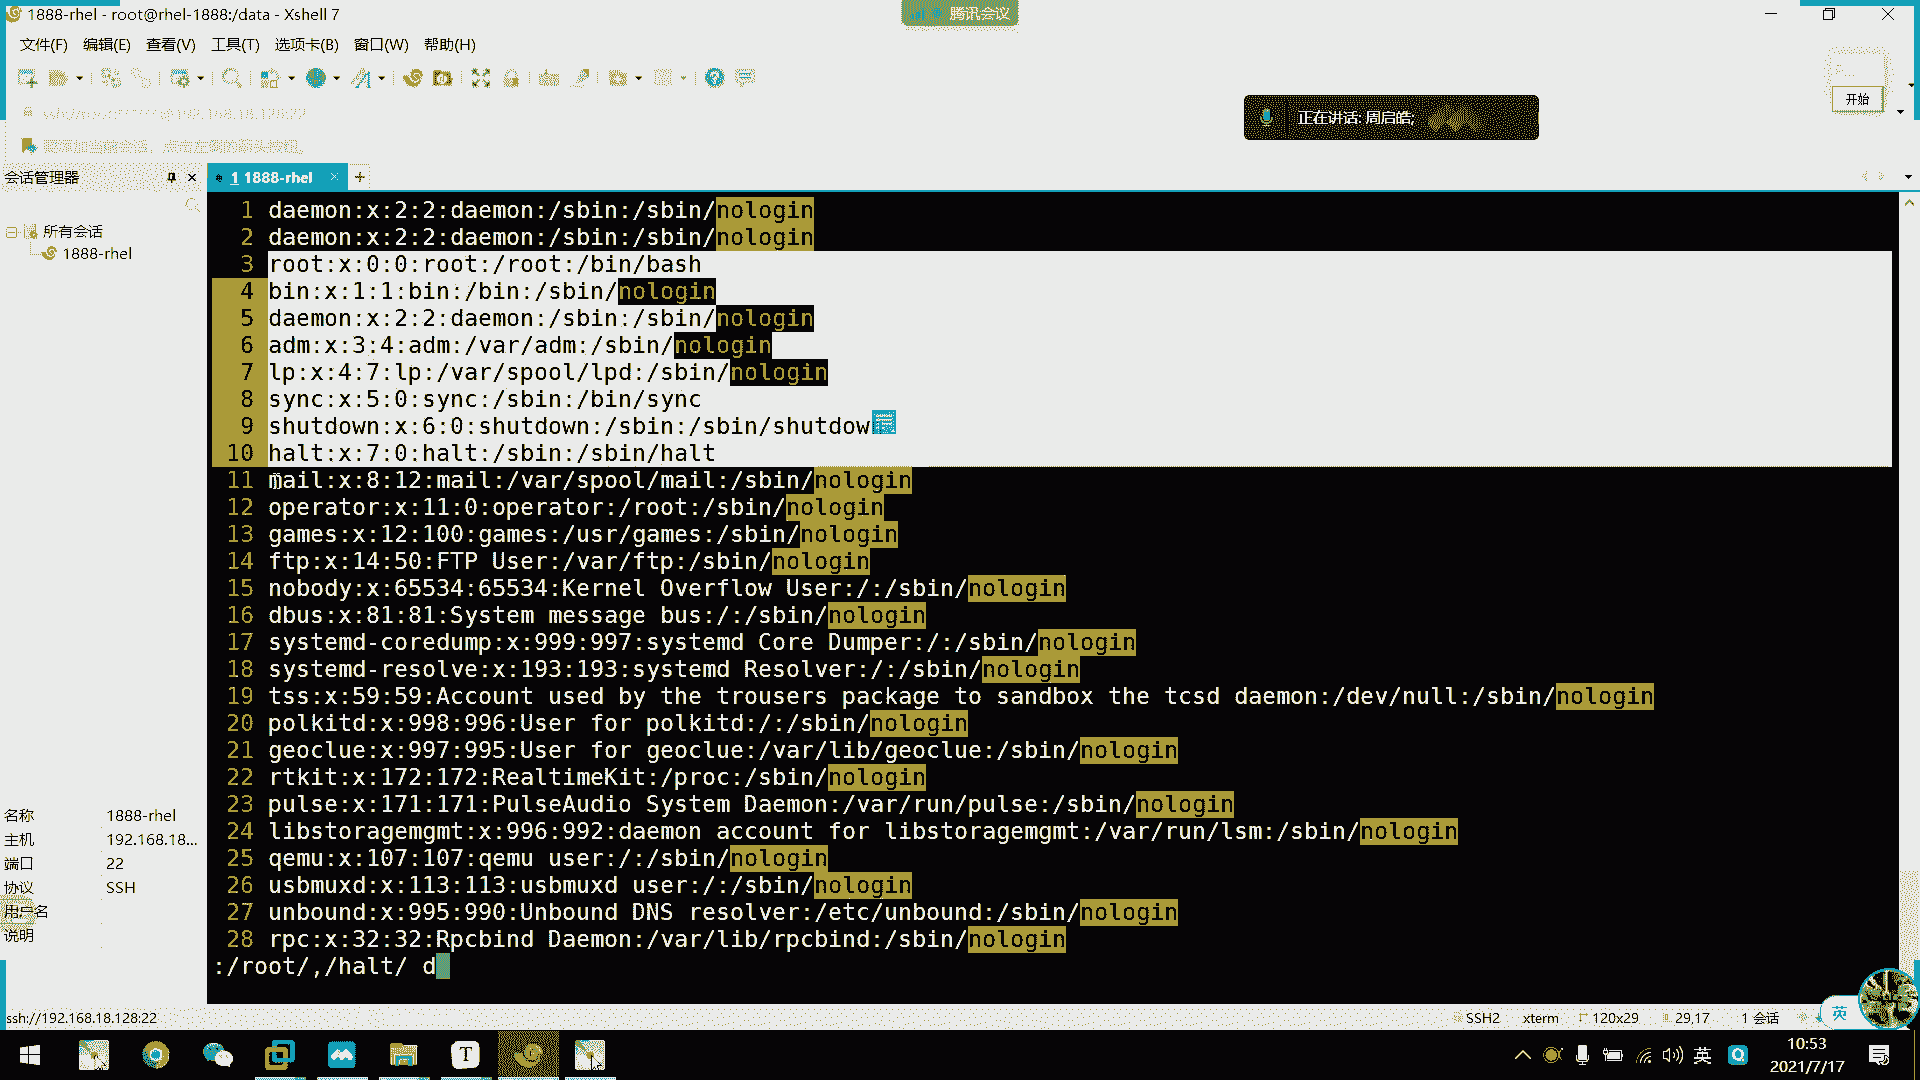 1888-rhel - root@rhel-1888:/data - Xshell 7
腾讯会议
文件(F) 编辑(E) 查看(V) 工具(T) 选项卡(B) 窗口(W) 帮助(H)
开始
正在讲话: 周启皓;
会话管理器
1 1888-rhel
所有会话
1888-rhel
1 daemon:x:2:2:daemon:/sbin:/sbin/nologin
2 daemon:x:2:2:daemon:/sbin:/sbin/nologin
3 root:x:0:0:root:/root:/bin/bash
4 bin:x:1:1:bin:/bin:/sbin/nologin
5 daemon:x:2:2:daemon:/sbin:/sbin/nologin
6 adm:x:3:4:adm:/var/adm:/sbin/nologin
7 lp:x:4:7:lp:/var/spool/lpd:/sbin/nologin
8 sync:x:5:0:sync:/sbin:/bin/sync
9 shutdown:x:6:0:shutdown:/sbin:/sbin/shutdow
10 halt:x:7:0:halt:/sbin:/sbin/halt
11 mail:x:8:12:mail:/var/spool/mail:/sbin/nologin
12 operator:x:11:0:operator:/root:/sbin/nologin
13 games:x:12:100:games:/usr/games:/sbin/nologin
14 ftp:x:14:50:FTP User:/var/ftp:/sbin/nologin
15 nobody:x:65534:65534:Kernel Overflow User:/:/sbin/nologin
16 dbus:x:81:81:System message bus:/:/sbin/nologin
17 systemd-coredump:x:999:997:systemd Core Dumper:/:/sbin/nologin
18 systemd-resolve:x:193:193:systemd Resolver:/:/sbin/nologin
19 tss:x:59:59:Account used by the trousers package to sandbox the tcsd daemon:/dev/null:/sbin/nologin
20 polkitd:x:998:996:User for polkitd:/:/sbin/nologin
21 geoclue:x:997:995:User for geoclue:/var/lib/geoclue:/sbin/nologin
22 rtkit:x:172:172:RealtimeKit:/proc:/sbin/nologin
23 pulse:x:171:171:PulseAudio System Daemon:/var/run/pulse:/sbin/nologin
24 libstoragemgmt:x:996:992:daemon account for libstoragemgmt:/var/run/lsm:/sbin/nologin
25 qemu:x:107:107:qemu user:/:/sbin/nologin
26 usbmuxd:x:113:113:usbmuxd user:/:/sbin/nologin
27 unbound:x:995:990:Unbound DNS resolver:/etc/unbound:/sbin/nologin
28 rpc:x:32:32:Rpcbind Daemon:/var/lib/rpcbind:/sbin/nologin
:/root/,/halt/ d
名称 1888-rhel
主机 192.168.18...
端口 22
协议 SSH
用户名
说明
ssh://192.168.18.128:22
SSH2 xterm 120x29 29,17 1 会话
英
英
10:53
2021/7/17